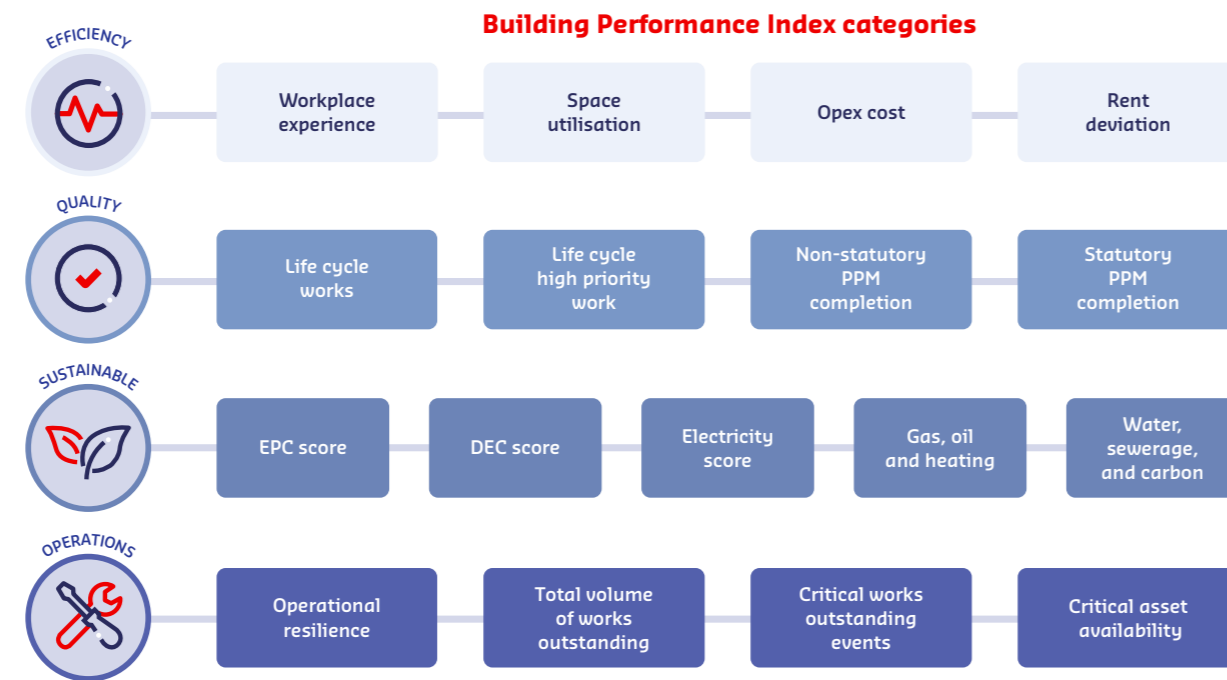 Building Performance Index categories
EFFICIENCY
Workplace
experience
Space
utilisation
Opex cost
Rent
deviation
QUALITY
Life cycle
works
Life cycle
high priority
work
Non-statutory
PPM
completion
Statutory
PPM
completion
SUSTAINABLE
EPC score
DEC score
Electricity
score
Gas, oil
and heating
Water,
sewerage,
and carbon
OPERATIONS
Operational
resilience
Total volume
of works
outstanding
Critical works
outstanding
events
Critical asset
availability